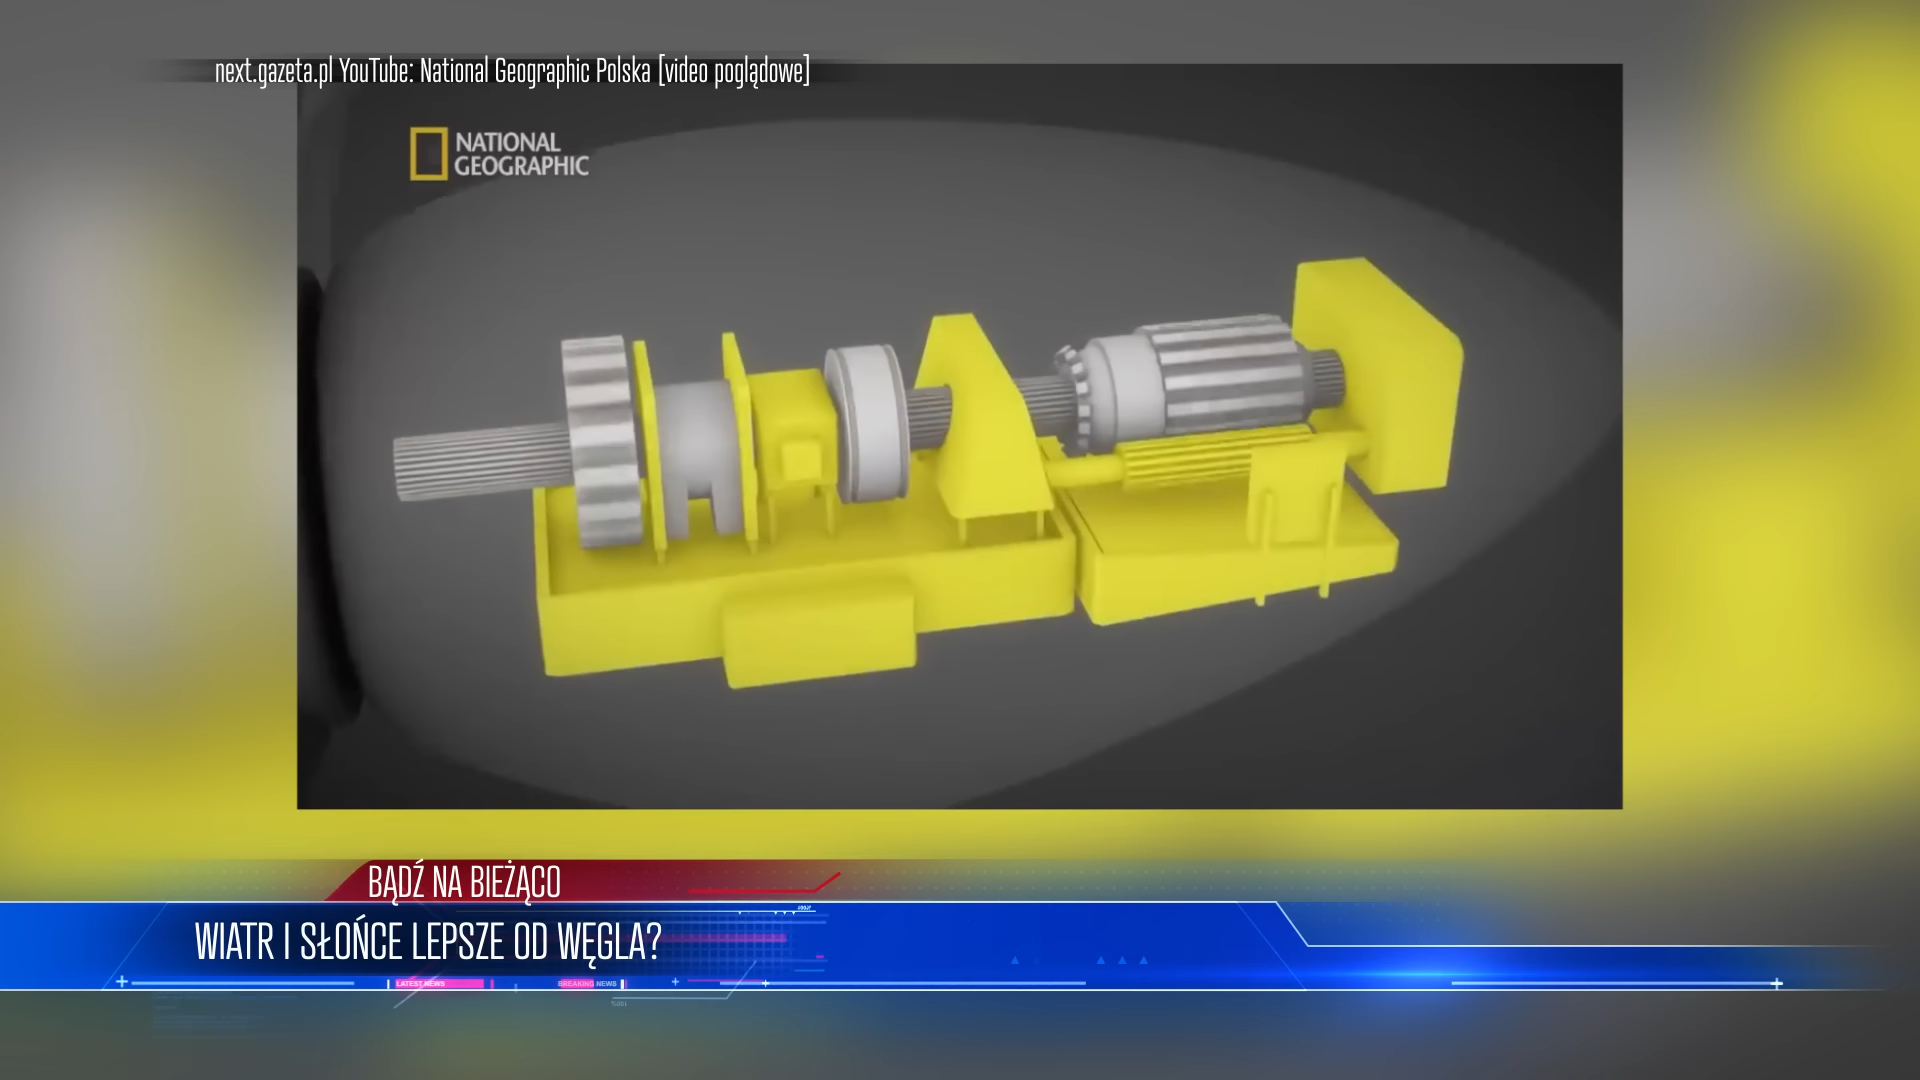 next.gazeta.pl YouTube: National Geographic Polska [video poglądowe]
NATIONAL
GEOGRAPHIC
BĄDŹ NA BIEŻĄCO
WIATR I SŁOŃCE LEPSZE OD WĘGLA?
LATEST NEWS
BREAKING NEWS